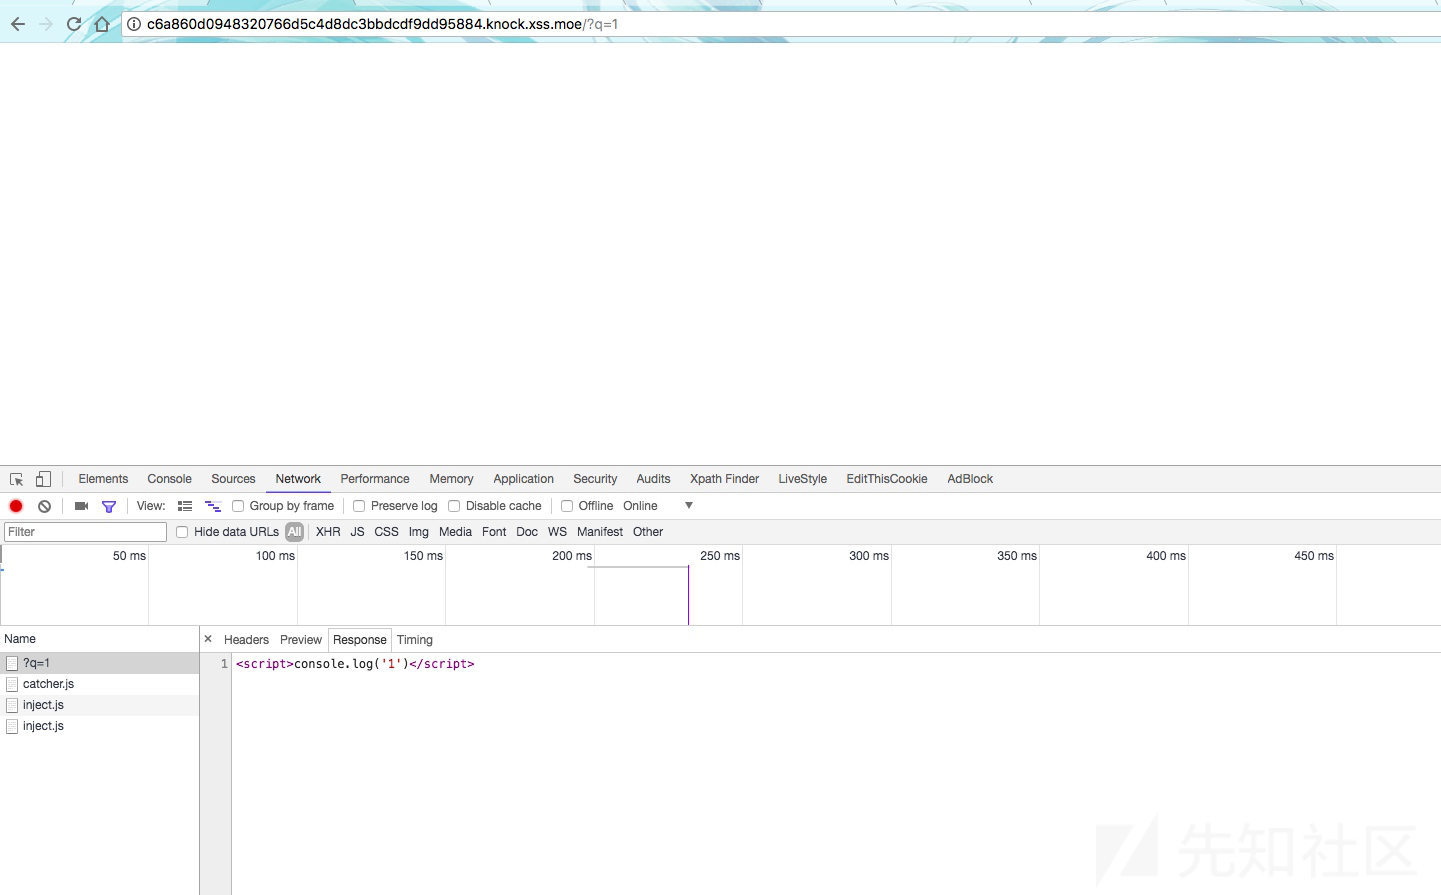 c6a860d0948320766d5c4d8dc3bbdcdf9dd95884.knock.xss.moe/?q=1
Elements Console Sources Network Performance Memory Application Security Audits Xpath Finder LiveStyle EditThisCookie AdBlock
View: Group by frame Preserve log Disable cache Offline Online ▼
Filter Hide data URLs All XHR JS CSS Img Media Font Doc WS Manifest Other
50 ms 100 ms 150 ms 200 ms 250 ms 300 ms 350 ms 400 ms 450 ms
Name × Headers Preview Response Timing
?q=1 1 <script>console.log('1')</script>
catcher.js
inject.js
inject.js
先知社区